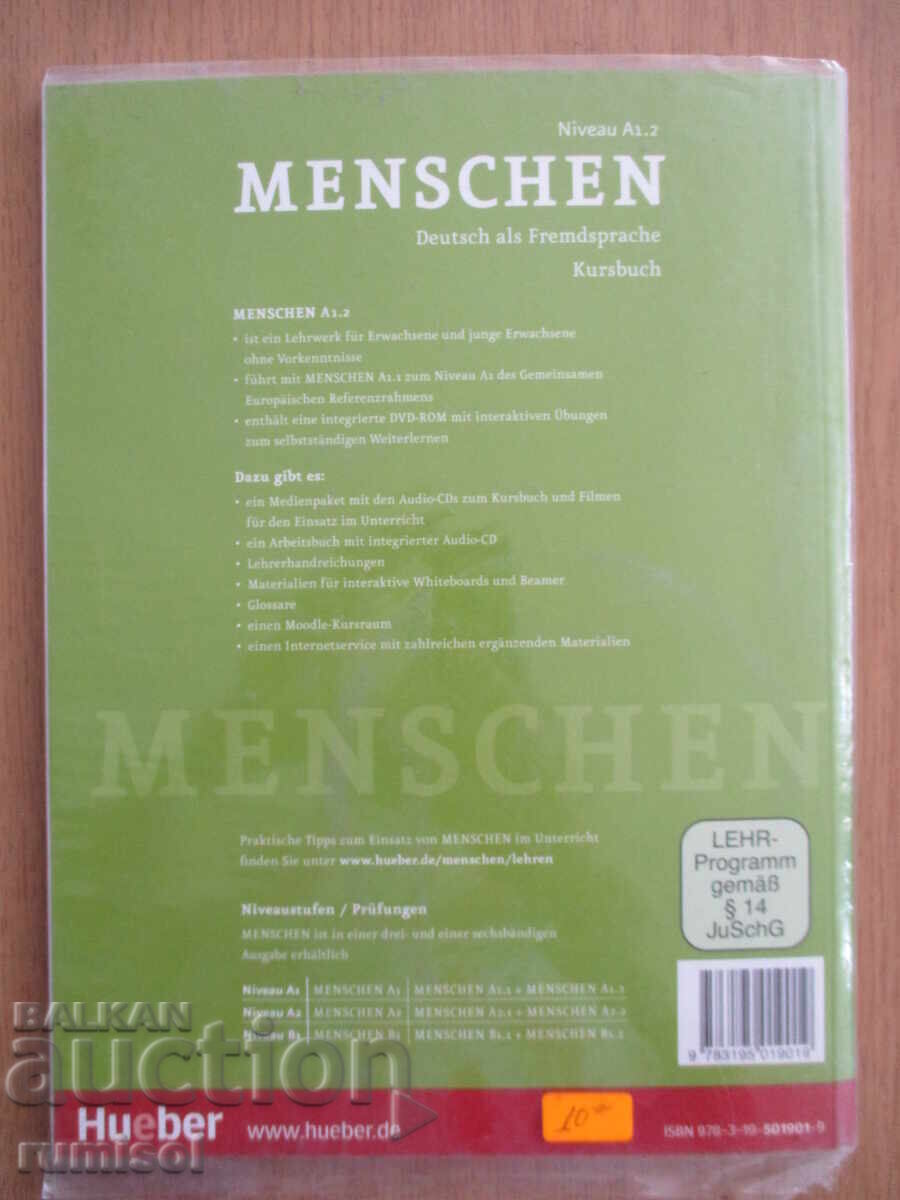 Niveau A1.2
MENSCHEN
Deutsch als Fremdsprache
Kursbuch
MENSCHEN A1.2
• ist ein Lehrwerk für Erwachsene und junge Erwachsene
ohne Vorkenntnisse
• führt mit MENSCHEN A1.1 zum Niveau A1 des Gemeinsamen
Europäischen Referenzrahmens
• enthält eine integrierte DVD-ROM mit interaktiven Übungen
zum selbstständigen Weiterlernen
Dazu gibt es:
• ein Medienpaket mit den Audio-CDs zum Kursbuch und Filmen
für den Einsatz im Unterricht
• ein Arbeitsbuch mit integrierter Audio-CD
• Lehrerhandreichungen
• Materialien für interaktive Whiteboards und Beamer
• Glossare
• einen Moodle-Kursraum
• einen Internetservice mit zahlreichen ergänzenden Materialien
MENSCHEN
Praktische Tipps zum Einsatz von MENSCHEN im Unterricht
finden Sie unter www.hueber.de/menschen/lehren
LEHR-
Programm
gemäß
§ 14
JuSchG
Niveaustufen / Prüfungen
MENSCHEN ist in einer drei- und einer sechsbändigen
Ausgabe erhältlich
Niveau A1 MENSCHEN A1 MENSCHEN A1.1 + MENSCHEN A1.2
Niveau A2 MENSCHEN A2 MENSCHEN A2.1 + MENSCHEN A2.2
Niveau B1 MENSCHEN B1 MENSCHEN B1.1 + MENSCHEN B1.2
9 783195 019019
Hueber
www.hueber.de
10
ISBN 978-3-19-501901-9
BALKAN
auction
rumisol